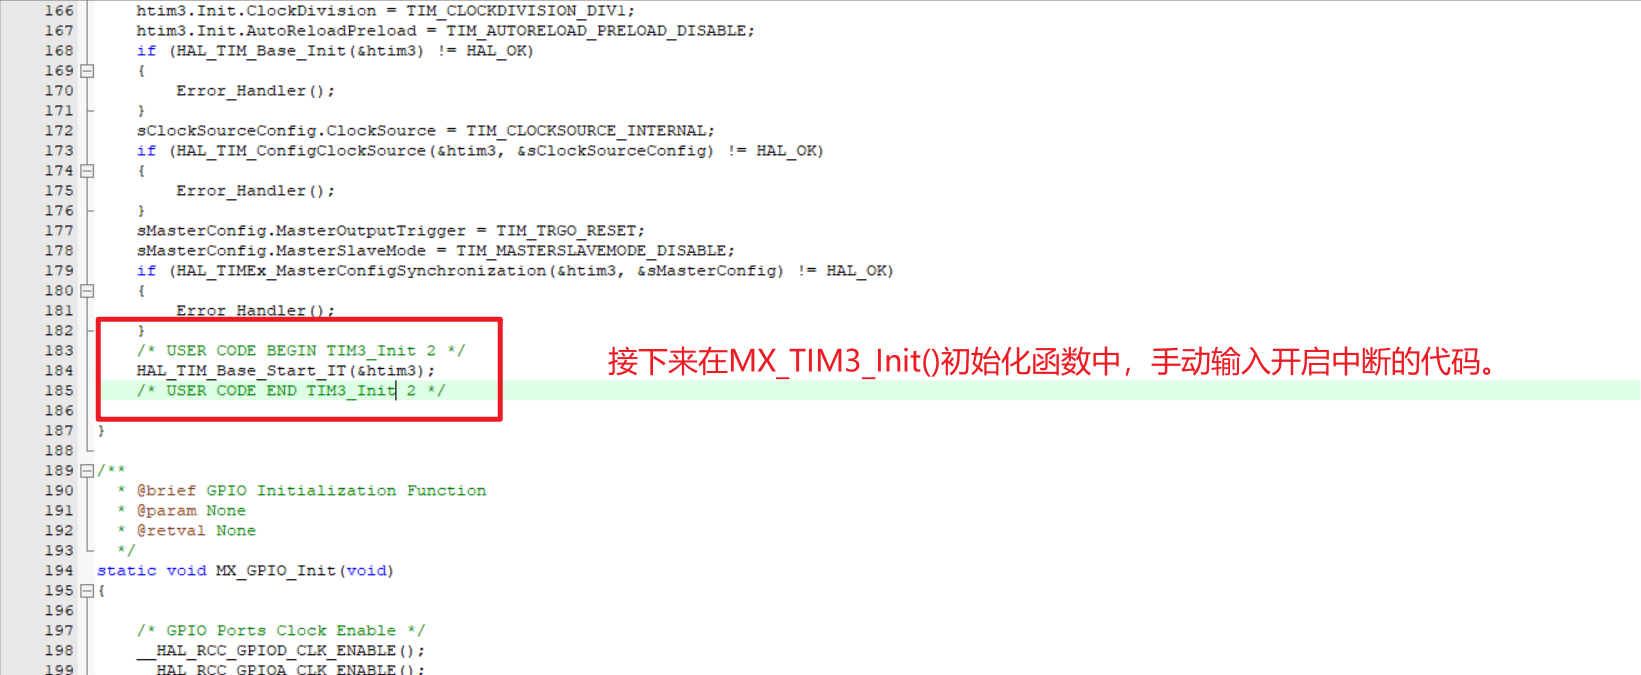 166 htim3.Init.ClockDivision = TIM_CLOCKDIVISION_DIV1;
167 htim3.Init.AutoReloadPreload = TIM_AUTORELOAD_PRELOAD_DISABLE;
168 if (HAL_TIM_Base_Init(&htim3) != HAL_OK)
169 {
170 Error_Handler();
171 }
172 sClockSourceConfig.ClockSource = TIM_CLOCKSOURCE_INTERNAL;
173 if (HAL_TIM_ConfigClockSource(&htim3, &sClockSourceConfig) != HAL_OK)
174 {
175 Error_Handler();
176 }
177 sMasterConfig.MasterOutputTrigger = TIM_TRGO_RESET;
178 sMasterConfig.MasterSlaveMode = TIM_MASTERSLAVEMODE_DISABLE;
179 if (HAL_TIMEx_MasterConfigSynchronization(&htim3, &sMasterConfig) != HAL_OK)
180 {
181 Error_Handler();
182 }
183 /* USER CODE BEGIN TIM3_Init 2 */
184 HAL_TIM_Base_Start_IT(&htim3);
接下来在MX_TIM3_Init()初始化函数中，手动输入开启中断的代码。
185 /* USER CODE END TIM3_Init 2 */
186
187 }
188
189 /**
190 * @brief GPIO Initialization Function
191 * @param None
192 * @retval None
193 */
194 static void MX_GPIO_Init(void)
195 {
196
197 /* GPIO Ports Clock Enable */
198 __HAL_RCC_GPIOD_CLK_ENABLE();
199 __HAL_RCC_GPIOA_CLK_ENABLE();